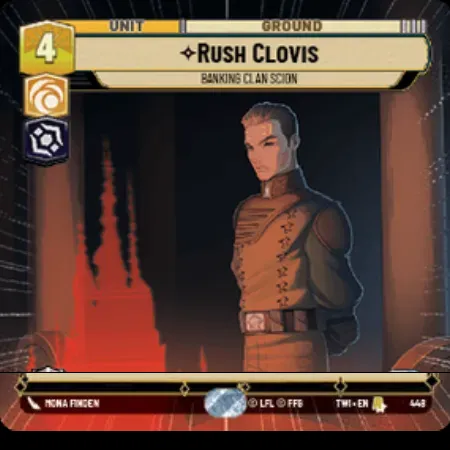 UNIT GROUND
4
RUSH CLOVIS
BANKING CLAN SCION
MONA FINDEN Ⓒ LFL Ⓒ FFG TWI • EN 448